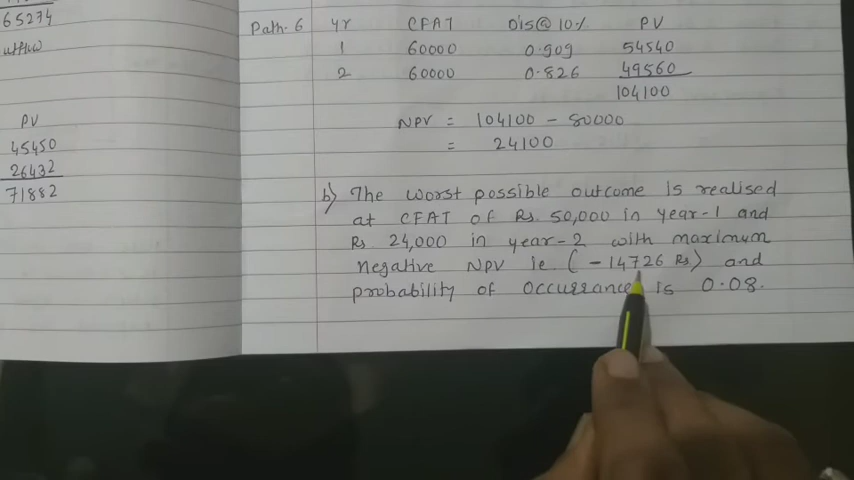 65274
PV
45450
26432
71882
Path. 6 yr CFAT Dis@ 10% PV
1 60000 0.909 54540
2 60000 0.826 49560
104100
NPV = 104100 - 80000
= 24100
b) The worst possible outcome is realised
at CFAT of Rs. 50,000 in year-1 and
Rs 24,000 in year-2 with maximum
negative NPV ie (-14726 Rs) and
probability of occurrance is 0.08.